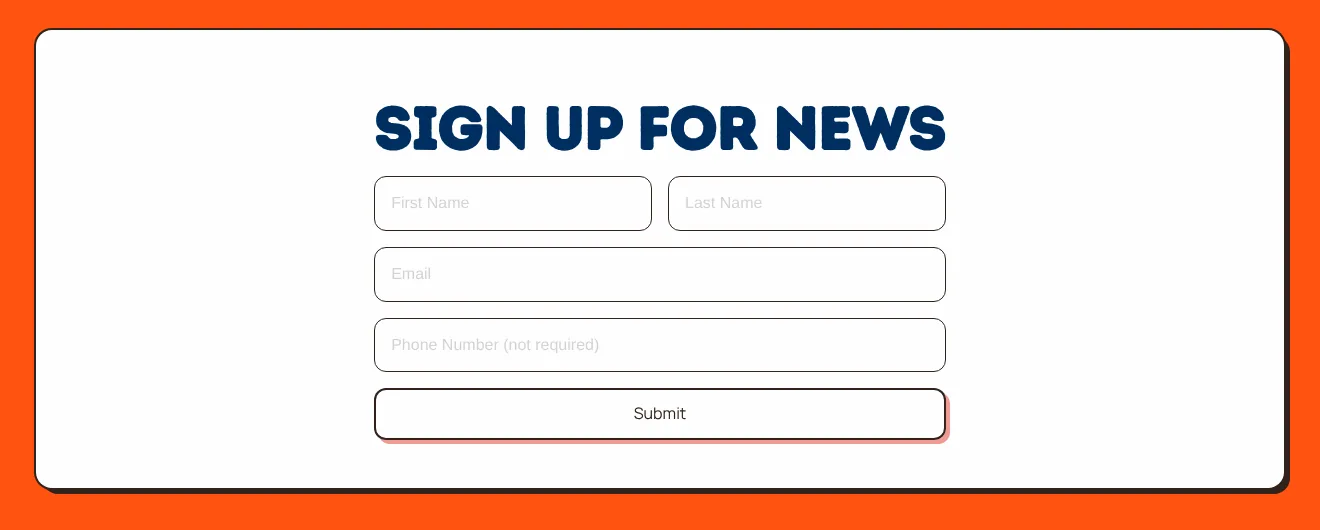 SIGN UP FOR NEWS
First Name Last Name
Email
Phone Number (not required)
Submit